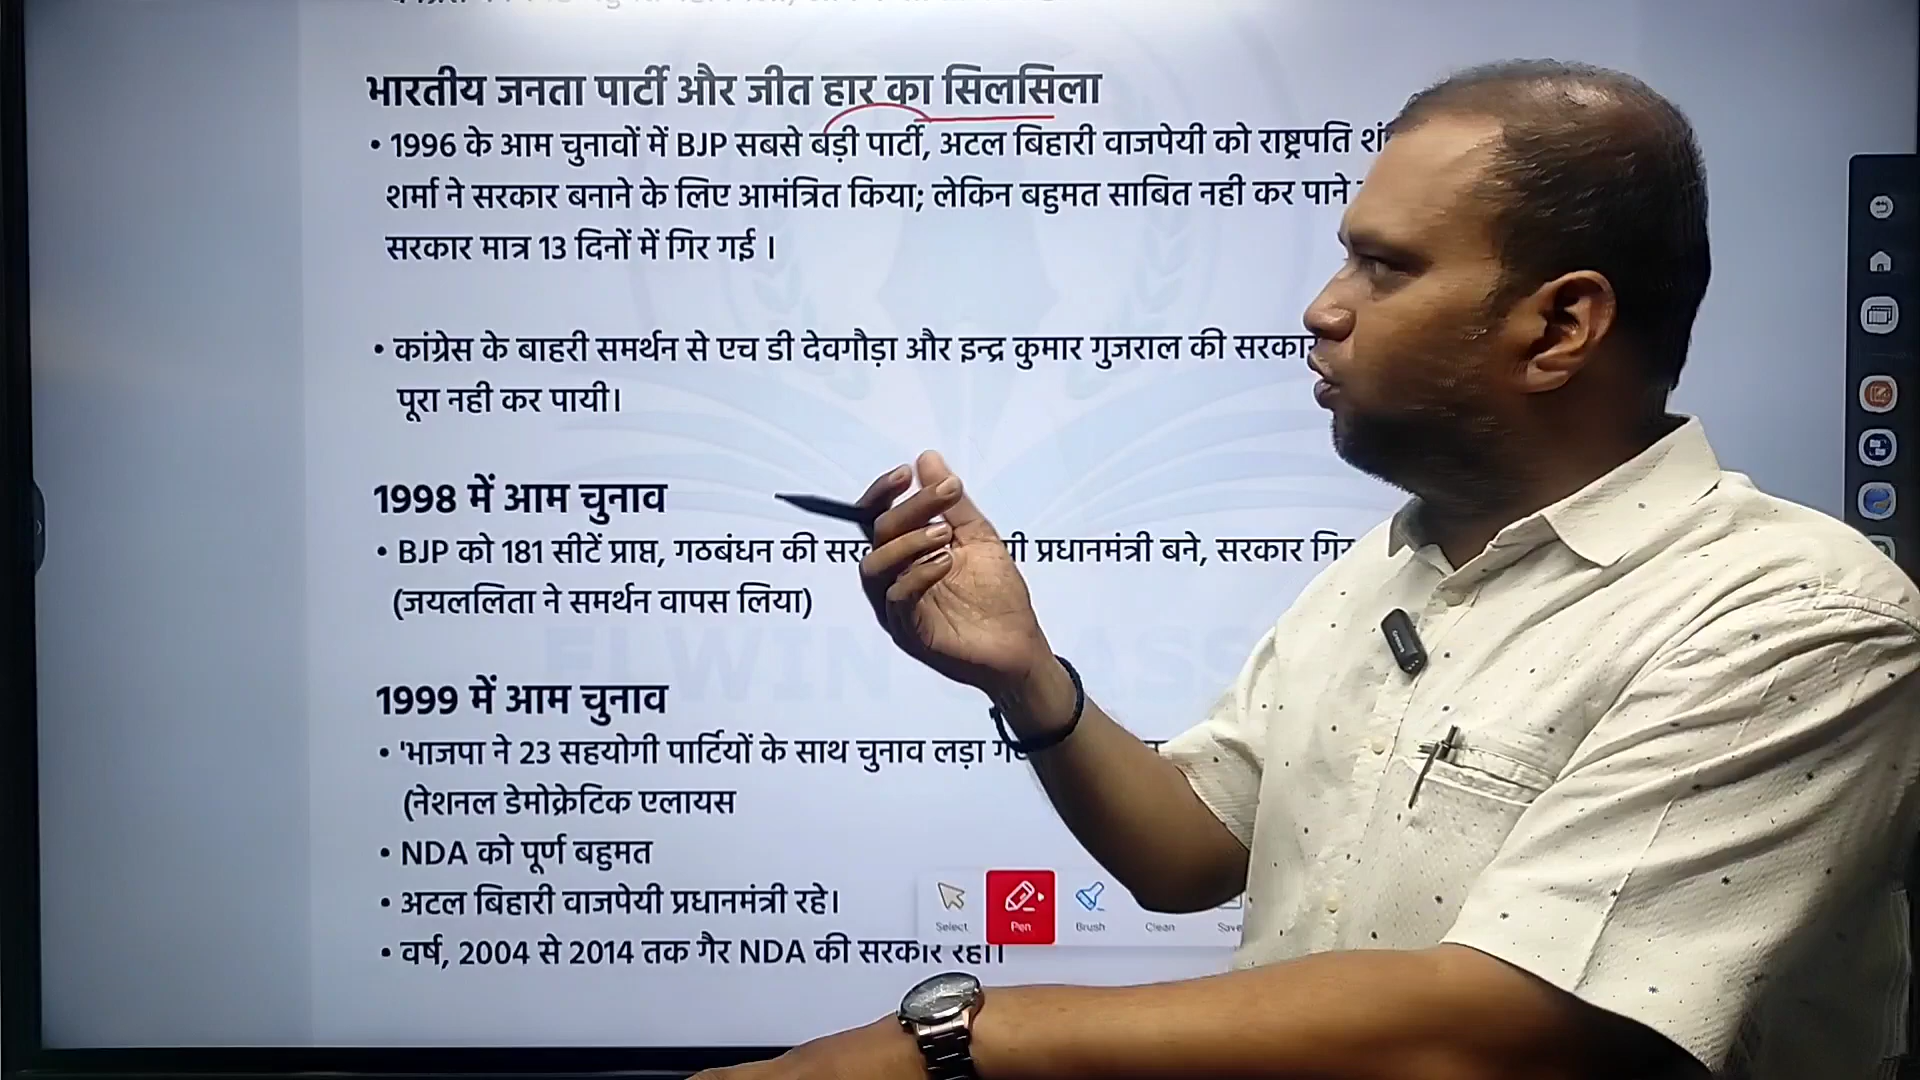 भारतीय जनता पार्टी और जीत हार का सिलसिला
• 1996 के आम चुनावों में BJP सबसे बड़ी पार्टी, अटल बिहारी वाजपेयी को राष्ट्रपति
शर्मा ने सरकार बनाने के लिए आमंत्रित किया; लेकिन बहुमत साबित नही कर पाने
सरकार मात्र 13 दिनों में गिर गई ।
• कांग्रेस के बाहरी समर्थन से एच डी देवगौड़ा और इन्द्र कुमार गुजराल की
पूरा नही कर पायी।
1998 में आम चुनाव
• BJP को 181 सीटें प्राप्त, गठबंधन की प्रधानमंत्री बने, सरकार
(जयललिता ने समर्थन वापस लिया)
1999 में आम चुनाव
• 'भाजपा ने 23 सहयोगी पार्टियों के साथ चुनाव लड़ा
(नेशनल डेमोक्रेटिक एलायस
• NDA को पूर्ण बहुमत
• अटल बिहारी वाजपेयी प्रधानमंत्री रहे।
• वर्ष, 2004 से 2014 तक गैर NDA की सरकार
Select Pen Brush Clean Save